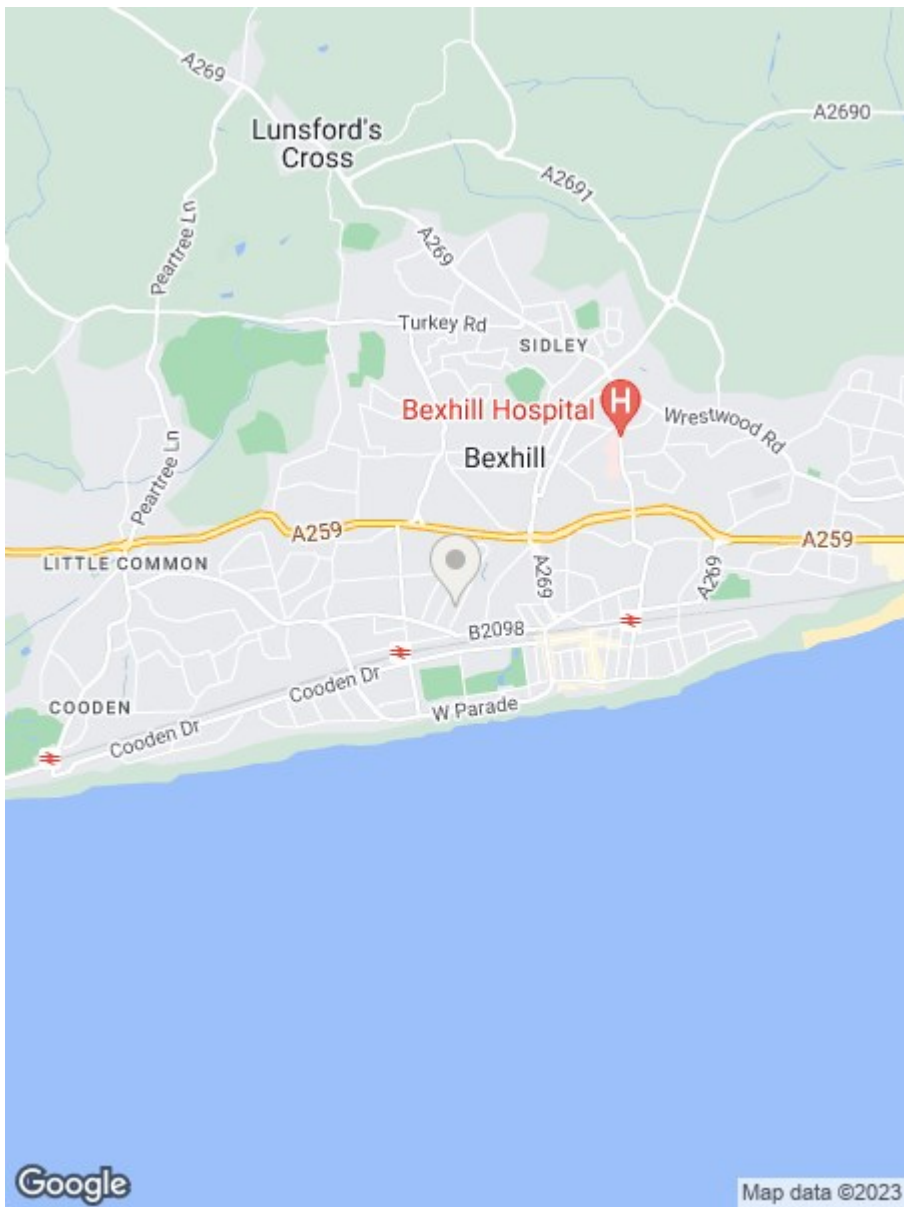 A269
A2690
Lunsford's
Cross
A2691
Peartree Ln
A269
Turkey Rd
SIDLEY
Bexhill Hospital
H
Wrestwood Rd
Bexhill
Peartree Ln
A259
A259
LITTLE COMMON
A269
A269
B2098
Cooden Dr
COODEN
W Parade
Cooden Dr
Google
Map data ©2023